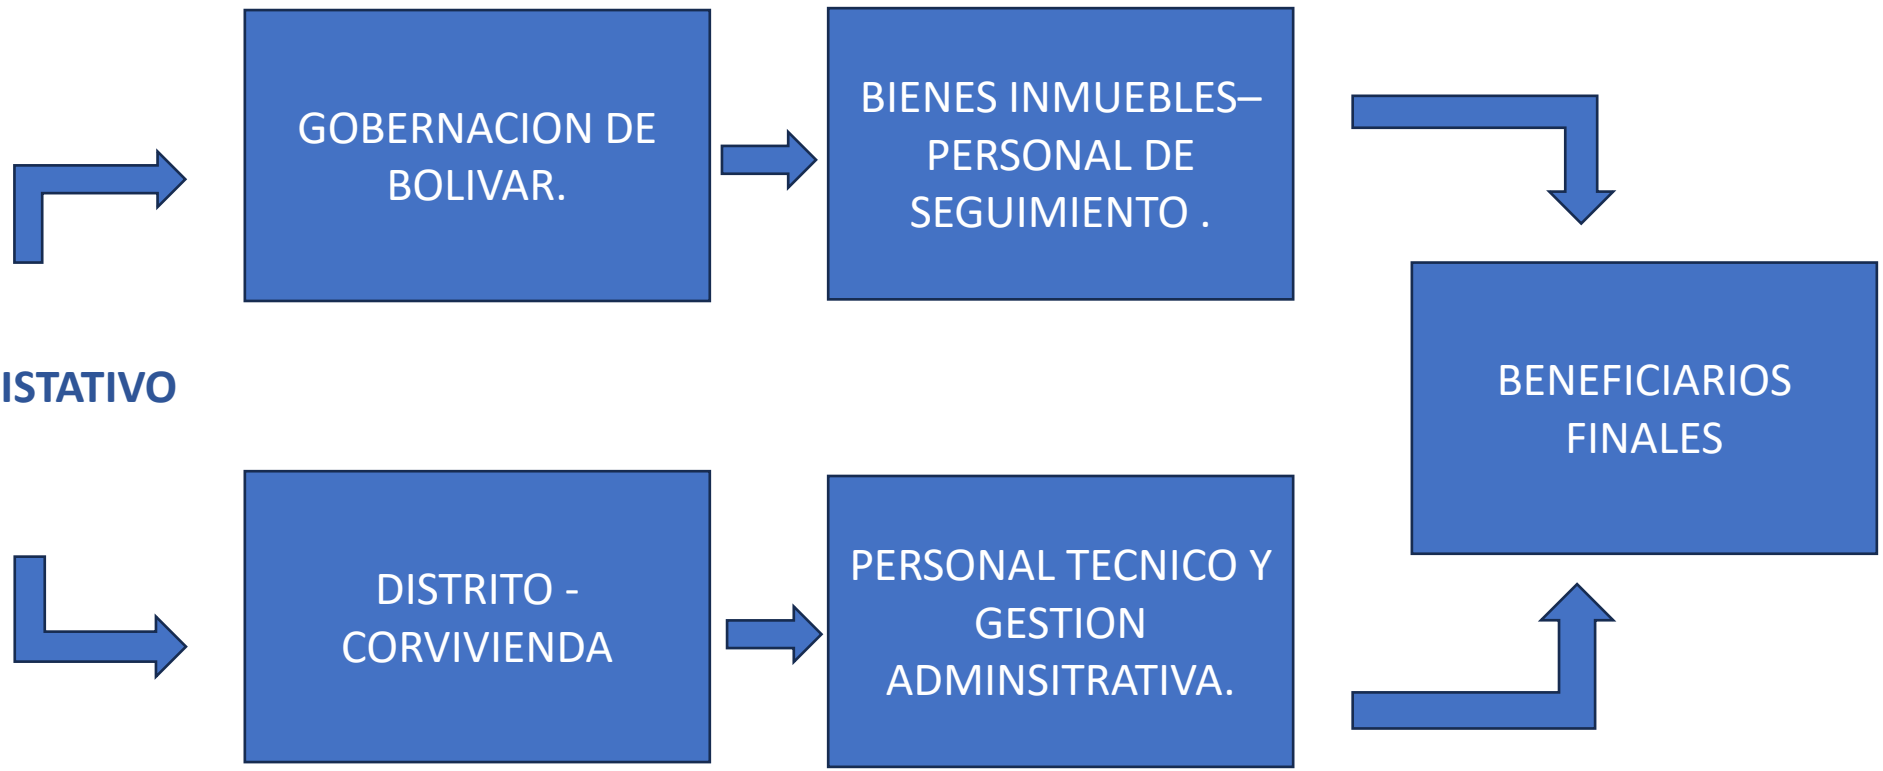 GOBERNACION DE
BOLIVAR.
BIENES INMUEBLES–
PERSONAL DE
SEGUIMIENTO .
ISTATIVO
BENEFICIARIOS
FINALES
DISTRITO -
CORVIVIENDA
PERSONAL TECNICO Y
GESTION
ADMINSITRATIVA.